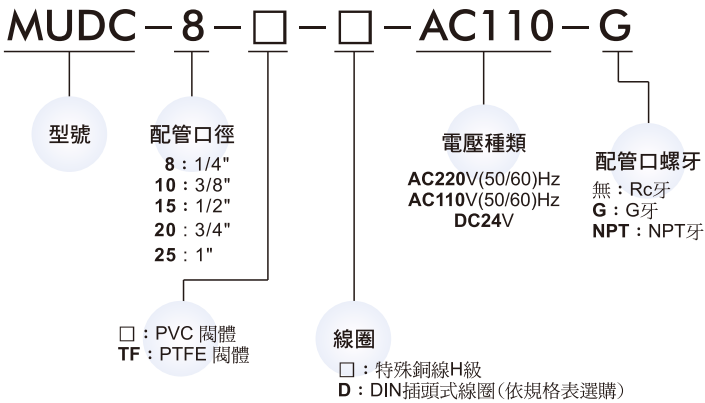 MUDC－8－□－□－AC110－G
型號
配管口徑
8：1/4"
10：3/8"
15：1/2"
20：3/4"
25：1"
□：PVC 閥體
TF：PTFE 閥體
線圈
□：特殊銅線H級
D：DIN插頭式線圈(依規格表選購)
電壓種類
AC220V(50/60)Hz
AC110V(50/60)Hz
DC24V
配管口螺牙
無：Rc牙
G：G牙
NPT：NPT牙